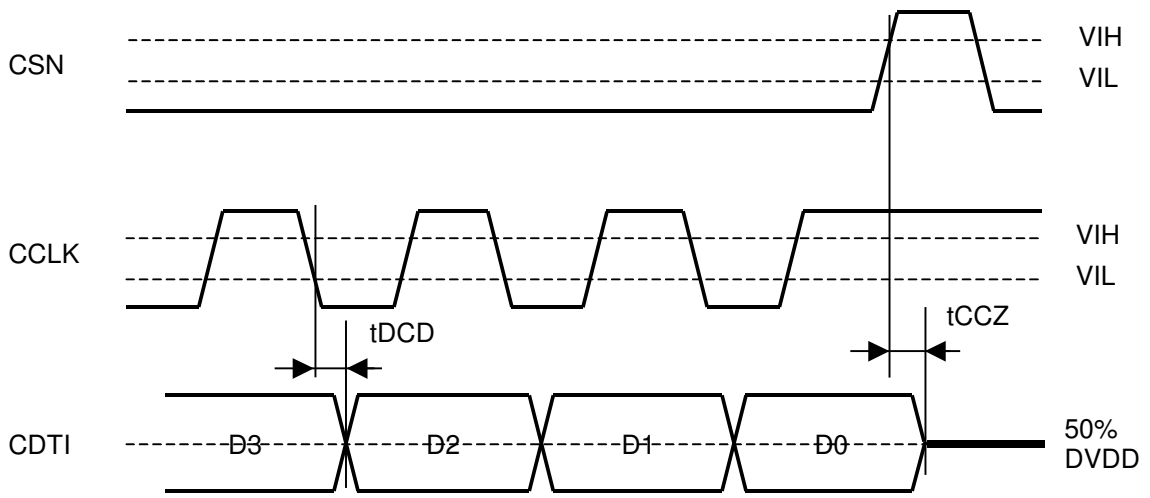 CSN
VIH
VIL
CCLK
VIH
VIL
tDCD
tCCZ
CDTI
D3
D2
D1
D0
50%
DVDD